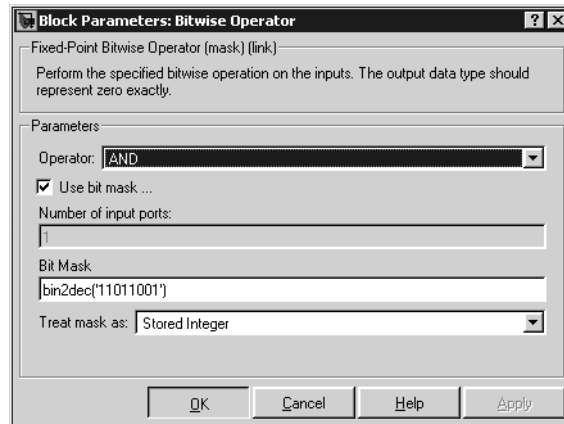 Block Parameters: Bitwise Operator
Fixed-Point Bitwise Operator (mask) (link)
Perform the specified bitwise operation on the inputs. The output data type should
represent zero exactly.
Parameters
Operator: AND
Use bit mask ...
Number of input ports:
1
Bit Mask
bin2dec('11011001')
Treat mask as: Stored Integer
OK Cancel Help Apply